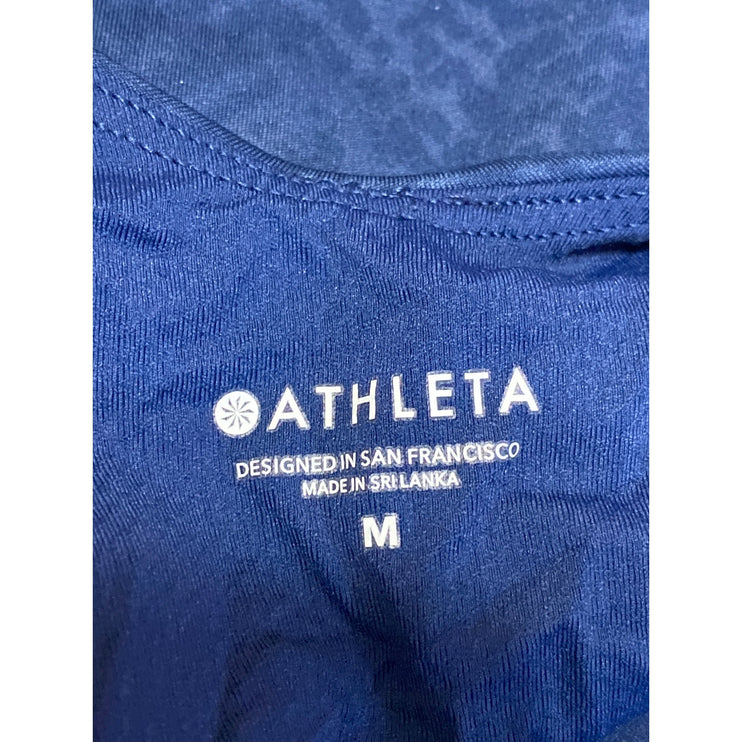 ATHLETA
DESIGNED IN SAN FRANCISCO
MADE IN SRI LANKA
M